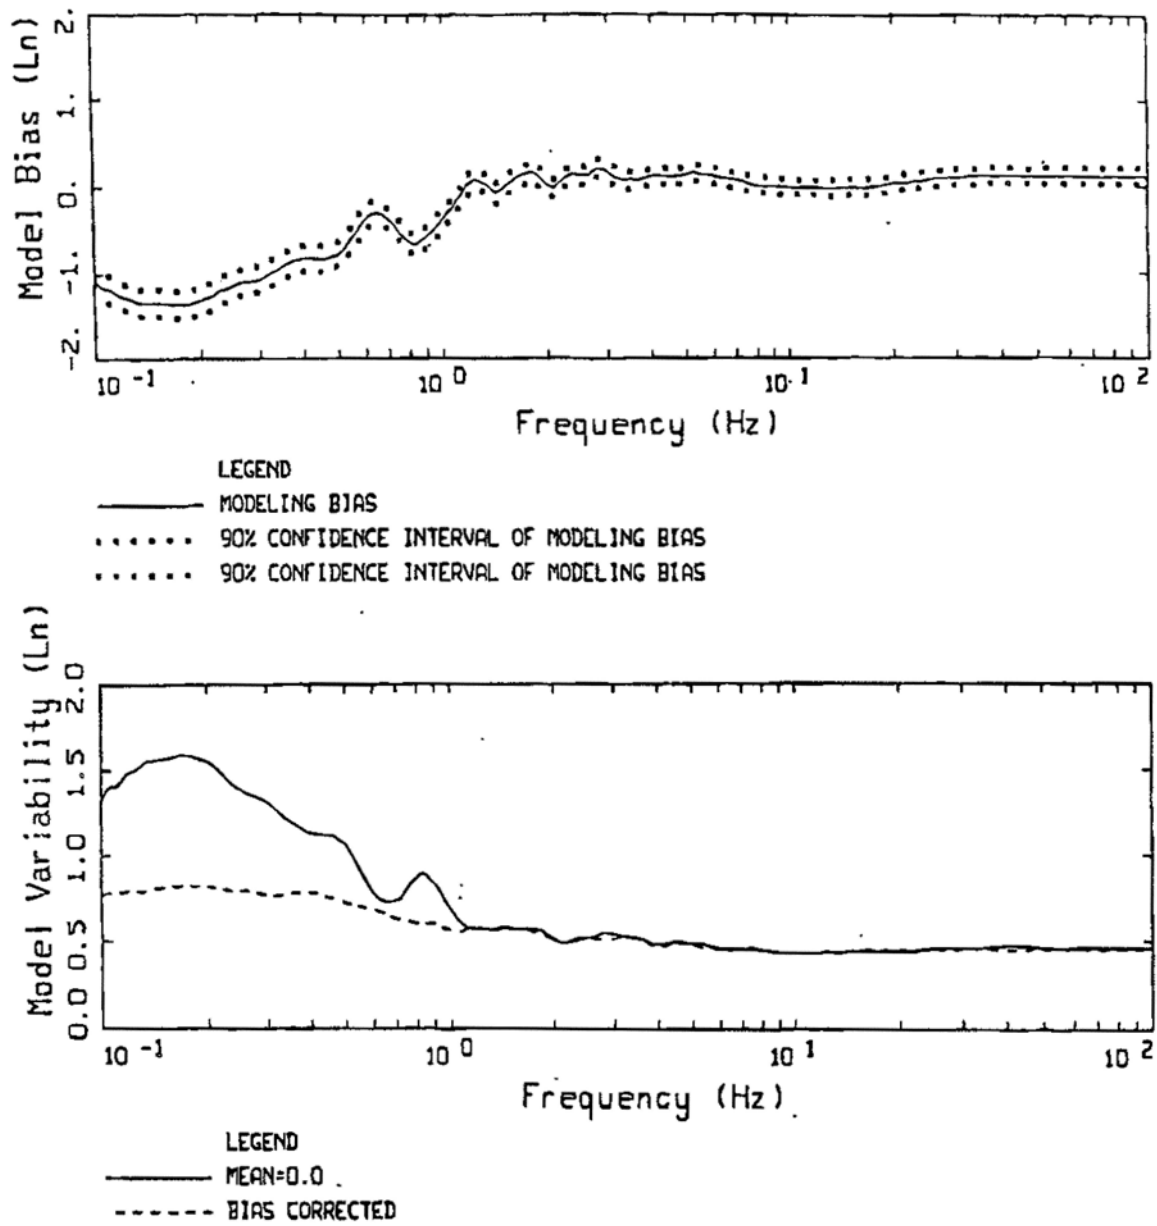 Model Bias (Ln)
2.
1.
0.
-1.
-2.
10 -1
10 0
10 1
10 2
Frequency (Hz)
LEGEND
MODELING BIAS
90% CONFIDENCE INTERVAL OF MODELING BIAS
90% CONFIDENCE INTERVAL OF MODELING BIAS
Model Variability (Ln)
2.0
1.5
1.0
0.5
0.0
10 -1
10 0
10 1
10 2
Frequency (Hz)
LEGEND
MEAN=0.0
BIAS CORRECTED